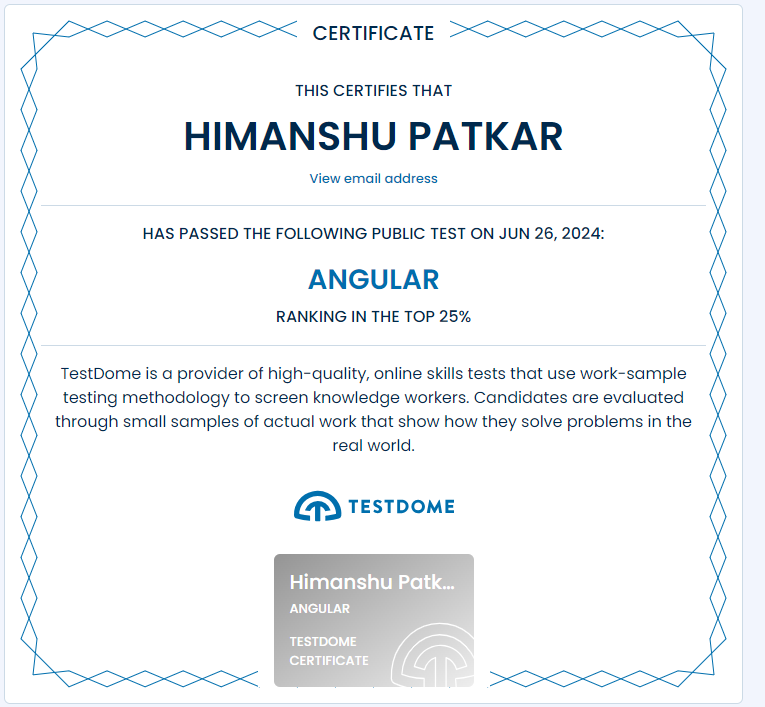 CERTIFICATE
THIS CERTIFIES THAT
HIMANSHU PATKAR
View email address
HAS PASSED THE FOLLOWING PUBLIC TEST ON JUN 26, 2024:
ANGULAR
RANKING IN THE TOP 25%
TestDome is a provider of high-quality, online skills tests that use work-sample
testing methodology to screen knowledge workers. Candidates are evaluated
through small samples of actual work that show how they solve problems in the
real world.
TESTDOME
Himanshu Patk...
ANGULAR
TESTDOME
CERTIFICATE